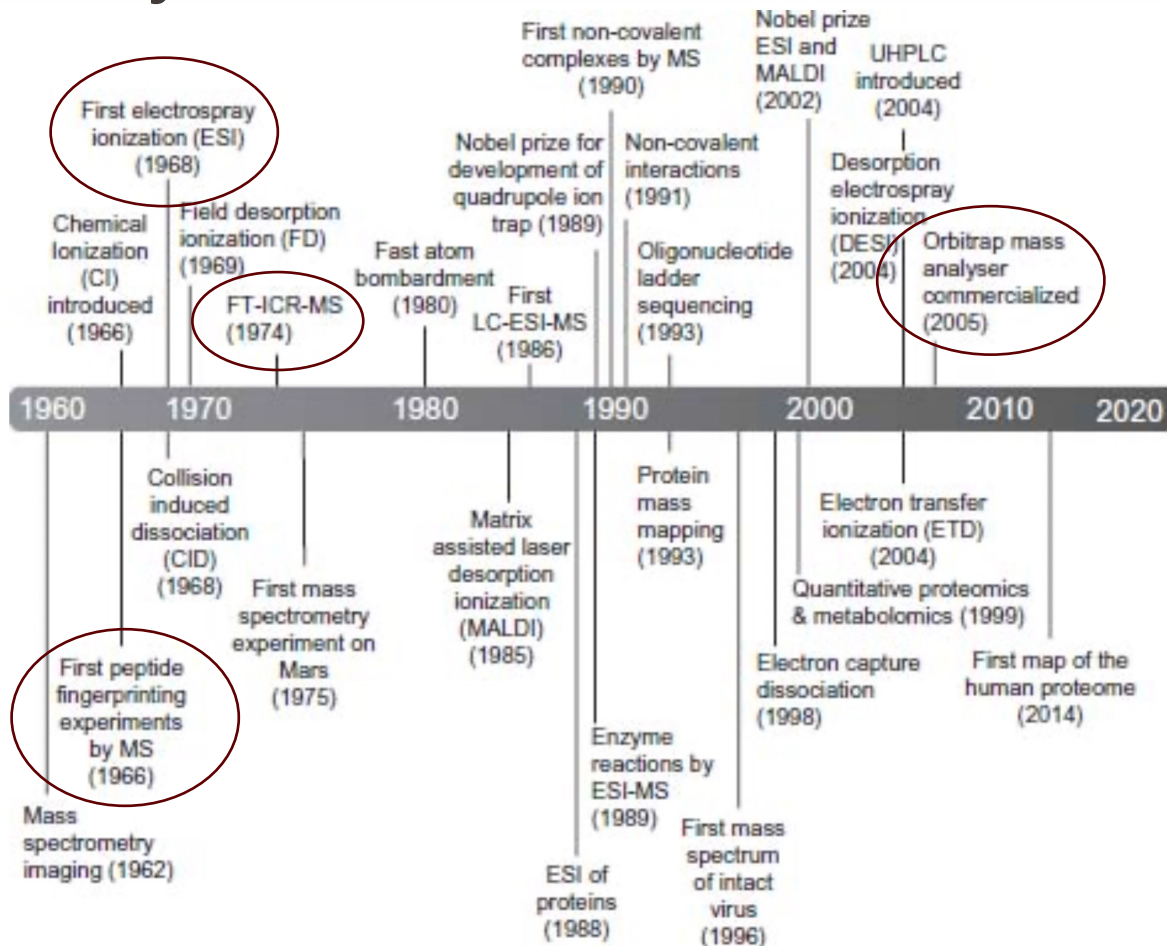 First electrospray
ionization (ESI)
(1968)
Chemical
Ionization
(CI)
introduced
(1966)
Field desorption
ionization (FD)
(1969)
FT-ICR-MS
(1974)
Fast atom
bombardment
(1980)
First
LC-ESI-MS
(1986)
Nobel prize for
development of
quadrupole ion
trap (1989)
First non-covalent
complexes by MS
(1990)
Non-covalent
interactions
(1991)
Oligonucleotide
ladder
sequencing
(1993)
Nobel prize
ESI and
MALDI
(2002)
UHPLC
introduced
(2004)
Desorption
electrospray
ionization
(DESI)
(2004)
Orbitrap mass
analyser
commercialized
(2005)
1960 1970 1980 1990 2000 2010 2020
Mass
spectrometry
imaging (1962)
First peptide
fingerprinting
experiments
by MS
(1966)
Collision
induced
dissociation
(CID)
(1968)
First mass
spectrometry
experiment on
Mars
(1975)
Matrix
assisted laser
desorption
ionization
(MALDI)
(1985)
ESI of
proteins
(1988)
Enzyme
reactions by
ESI-MS
(1989)
Protein
mass
mapping
(1993)
First mass
spectrum
of intact
virus
(1996)
Electron capture
dissociation
(1998)
Quantitative proteomics
& metabolomics (1999)
Electron transfer
ionization (ETD)
(2004)
First map of the
human proteome
(2014)